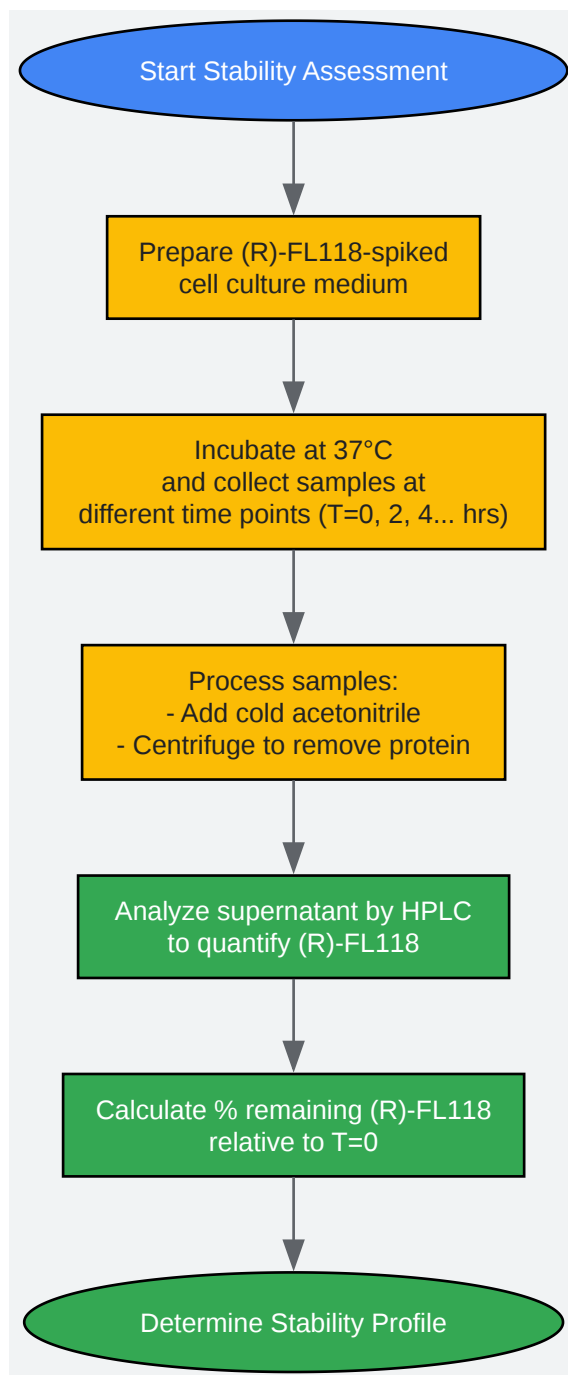 Start Stability Assessment
Prepare (R)-FL118-spiked
cell culture medium
Incubate at 37°C
and collect samples at
different time points (T=0, 2, 4... hrs)
Process samples:
- Add cold acetonitrile
- Centrifuge to remove protein
Analyze supernatant by HPLC
to quantify (R)-FL118
Calculate % remaining (R)-FL118
relative to T=0
Determine Stability Profile